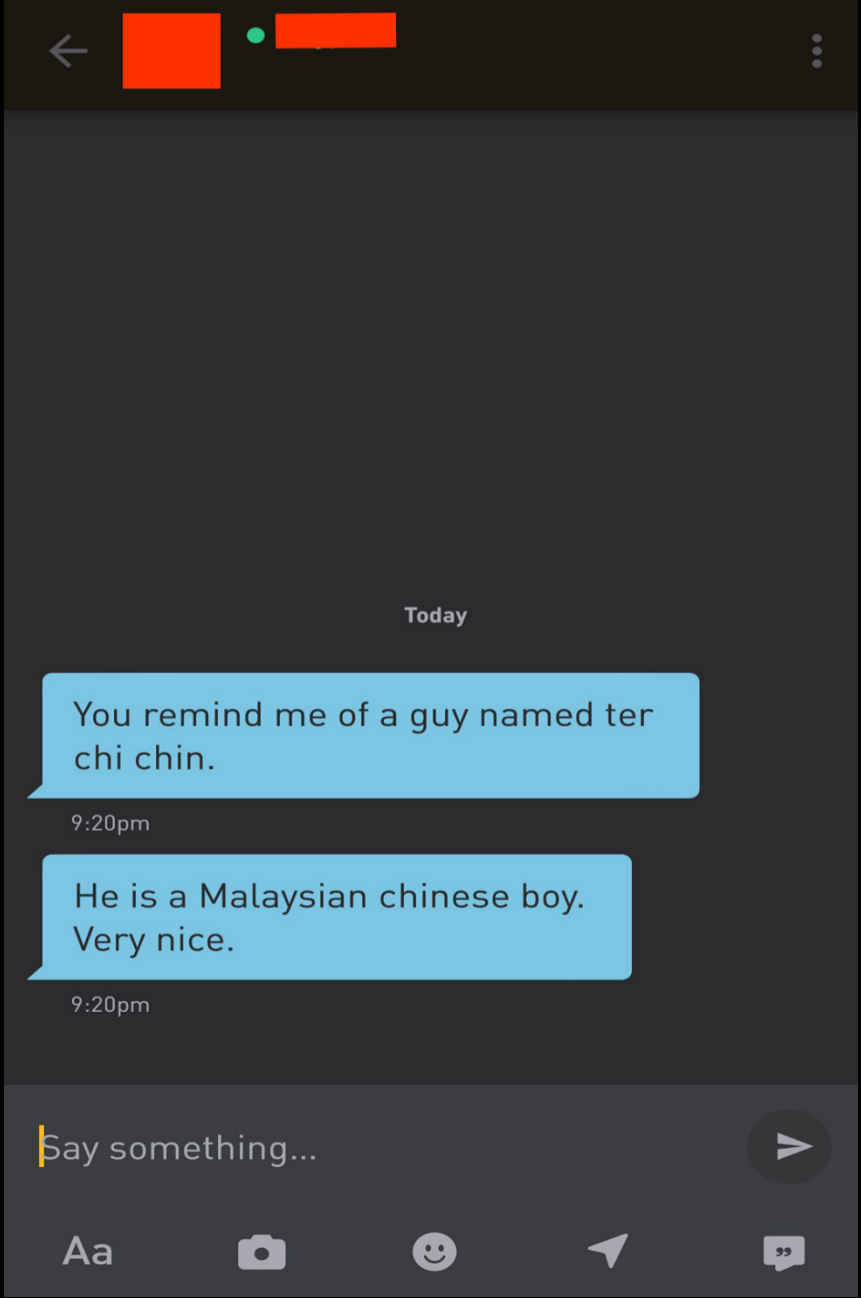 Today
You remind me of a guy named ter
chi chin.
9:20pm
He is a Malaysian chinese boy.
Very nice.
9:20pm
Say something...
Aa